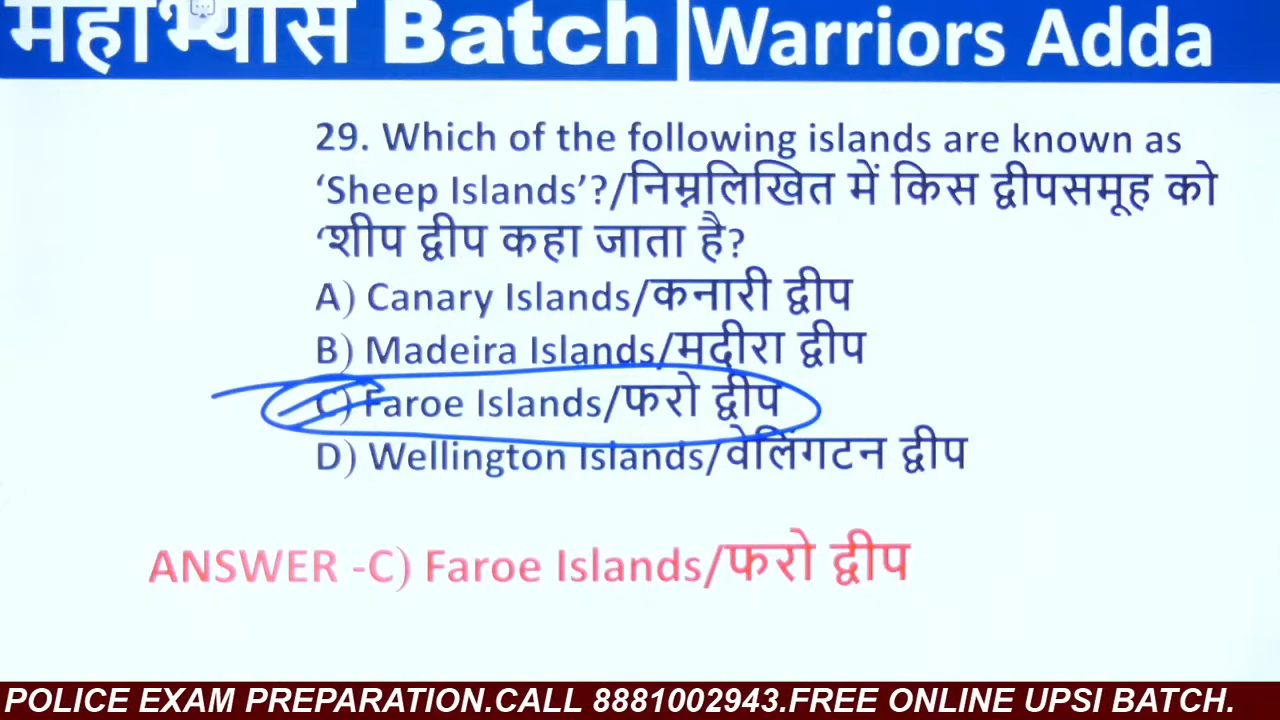 महाभ्यास Batch Warriors Adda
29. Which of the following islands are known as
‘Sheep Islands’?/निम्नलिखित में किस द्वीपसमूह को
‘शीप द्वीप कहा जाता है?
A) Canary Islands/कनारी द्वीप
B) Madeira Islands/मदीरा द्वीप
C) Faroe Islands/फरो द्वीप
D) Wellington Islands/वेलिंगटन द्वीप
ANSWER -C) Faroe Islands/फरो द्वीप
POLICE EXAM PREPARATION.CALL 8881002943.FREE ONLINE UPSI BATCH.